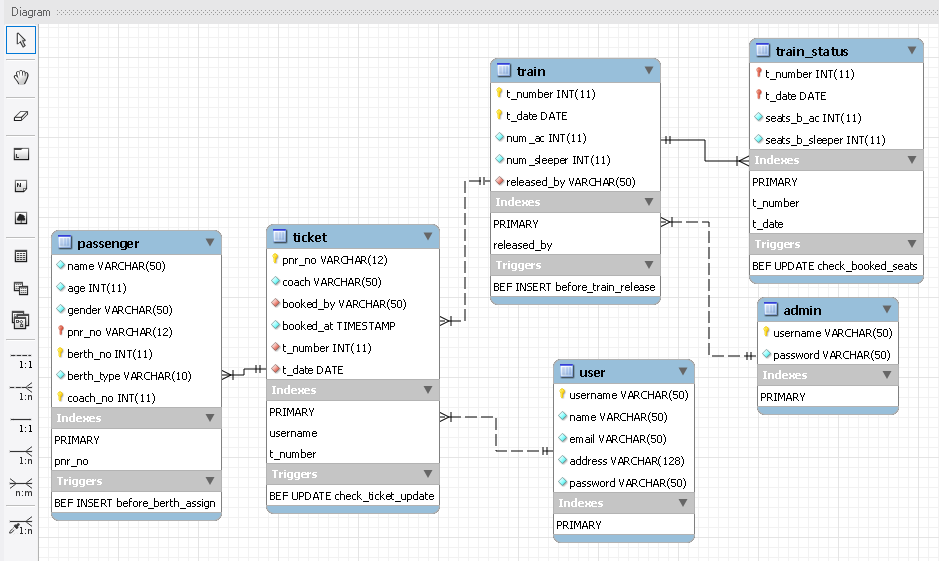 Diagram
1:1
1:n
1:1
1:n
n:m
1:n
passenger
name VARCHAR(50)
age INT(11)
gender VARCHAR(50)
pnr_no VARCHAR(12)
berth_no INT(11)
berth_type VARCHAR(10)
coach_no INT(11)
Indexes
PRIMARY
pnr_no
Triggers
BEF INSERT before_berth_assign
ticket
pnr_no VARCHAR(12)
coach VARCHAR(50)
booked_by VARCHAR(50)
booked_at TIMESTAMP
t_number INT(11)
t_date DATE
Indexes
PRIMARY
username
t_number
Triggers
BEF UPDATE check_ticket_update
train
t_number INT(11)
t_date DATE
num_ac INT(11)
num_sleeper INT(11)
released_by VARCHAR(50)
Indexes
PRIMARY
released_by
Triggers
BEF INSERT before_train_release
user
username VARCHAR(50)
name VARCHAR(50)
email VARCHAR(50)
address VARCHAR(128)
password VARCHAR(50)
Indexes
PRIMARY
train_status
t_number INT(11)
t_date DATE
seats_b_ac INT(11)
seats_b_sleeper INT(11)
Indexes
PRIMARY
t_number
t_date
Triggers
BEF UPDATE check_booked_seats
admin
username VARCHAR(50)
password VARCHAR(50)
Indexes
PRIMARY